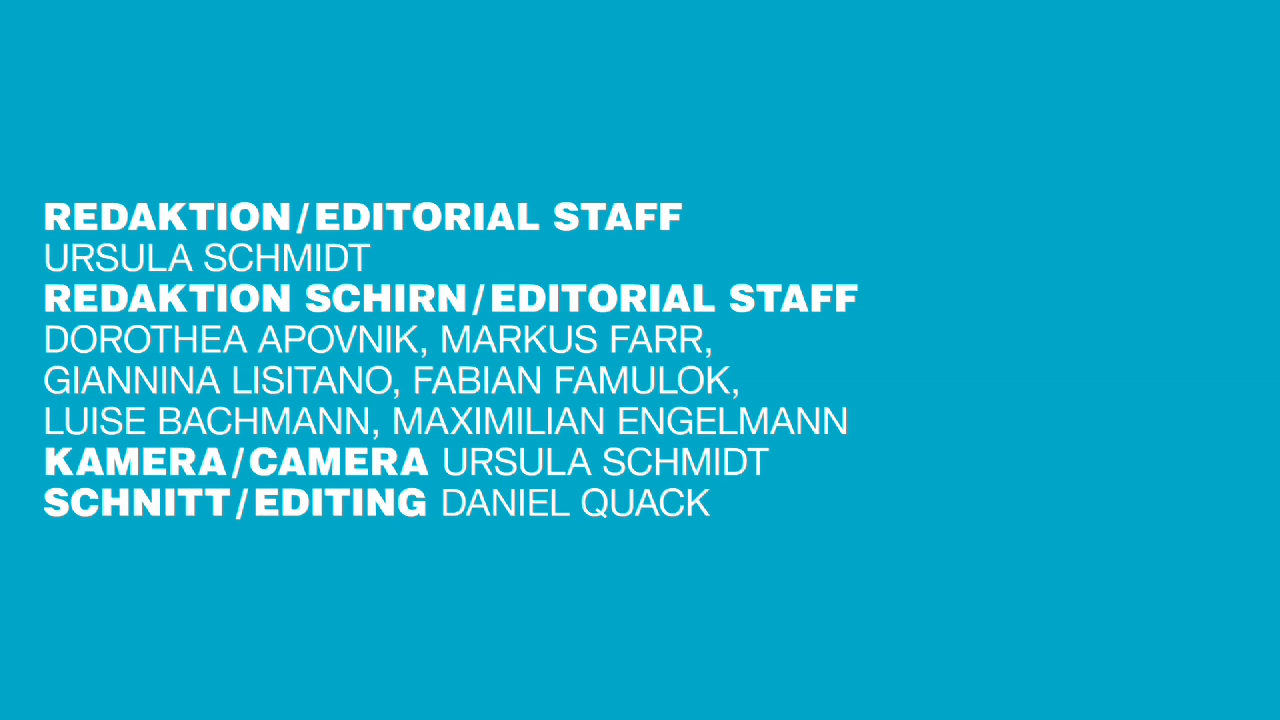 REDAKTION/EDITORIAL STAFF
URSULA SCHMIDT
REDAKTION SCHIRN/EDITORIAL STAFF
DOROTHEA APOVNIK, MARKUS FARR,
GIANNINA LISITANO, FABIAN FAMULOK,
LUISE BACHMANN, MAXIMILIAN ENGELMANN
KAMERA/CAMERA URSULA SCHMIDT
SCHNITT/EDITING DANIEL QUACK